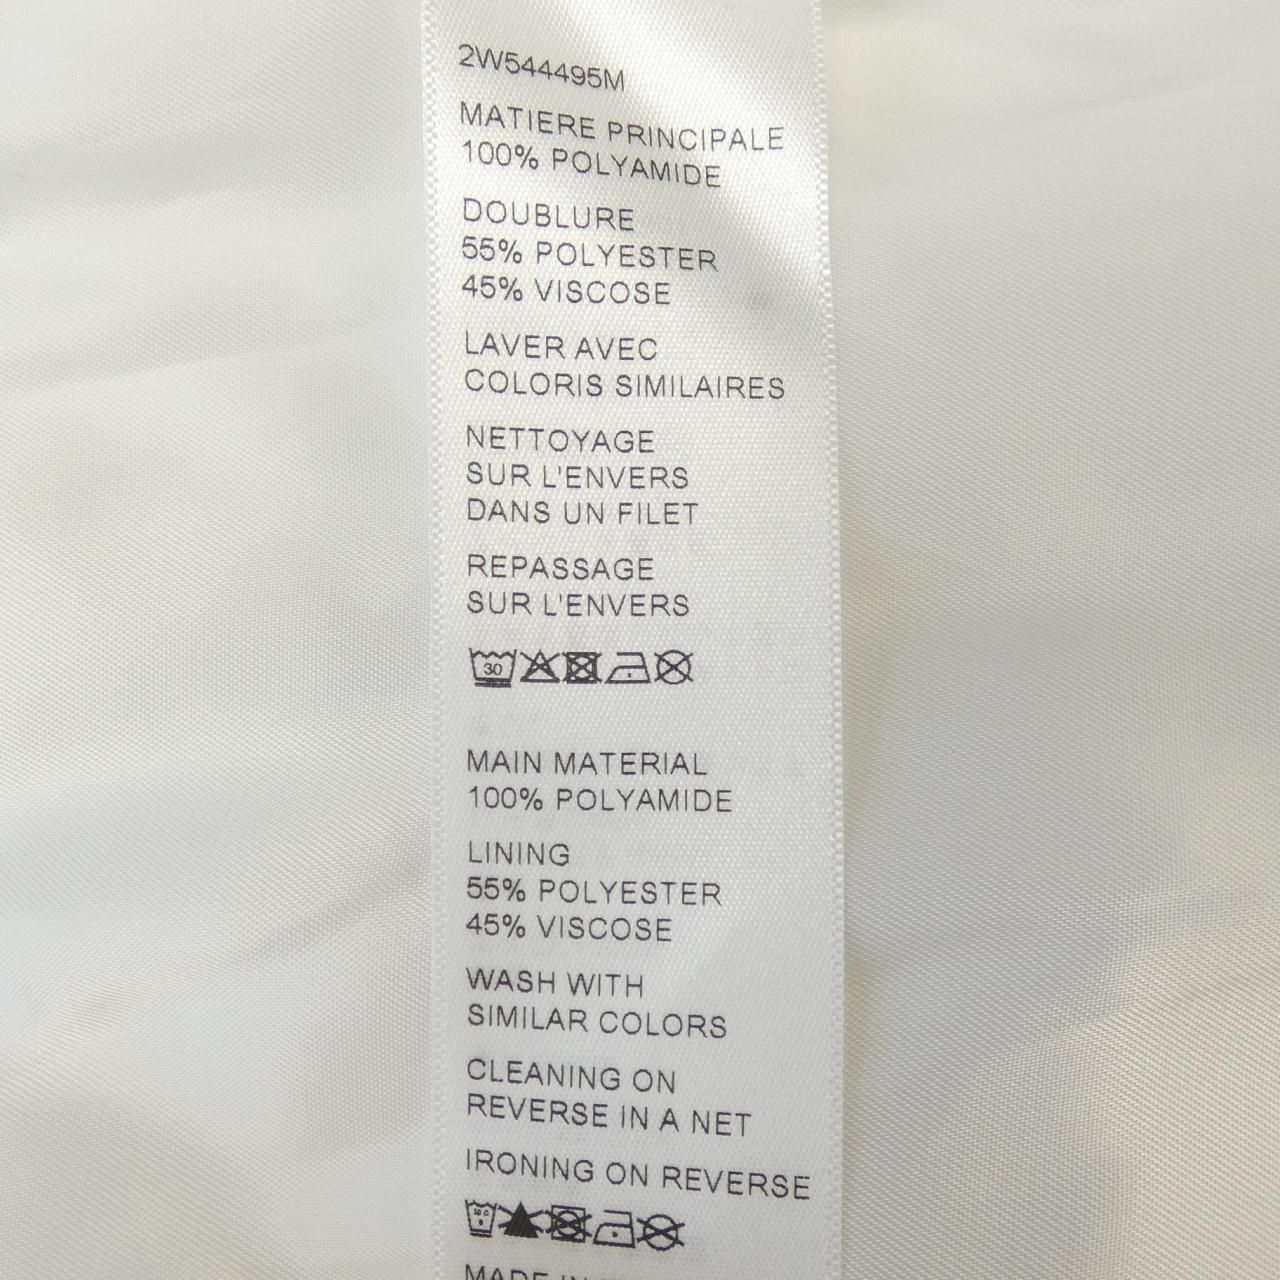 2W544495M
MATIERE PRINCIPALE
100% POLYAMIDE
DOUBLURE
55% POLYESTER
45% VISCOSE
LAVER AVEC
COLORIS SIMILAIRES
NETTOYAGE
SUR L'ENVERS
DANS UN FILET
REPASSAGE
SUR L'ENVERS
30
MAIN MATERIAL
100% POLYAMIDE
LINING
55% POLYESTER
45% VISCOSE
WASH WITH
SIMILAR COLORS
CLEANING ON
REVERSE IN A NET
IRONING ON REVERSE
MADE IN